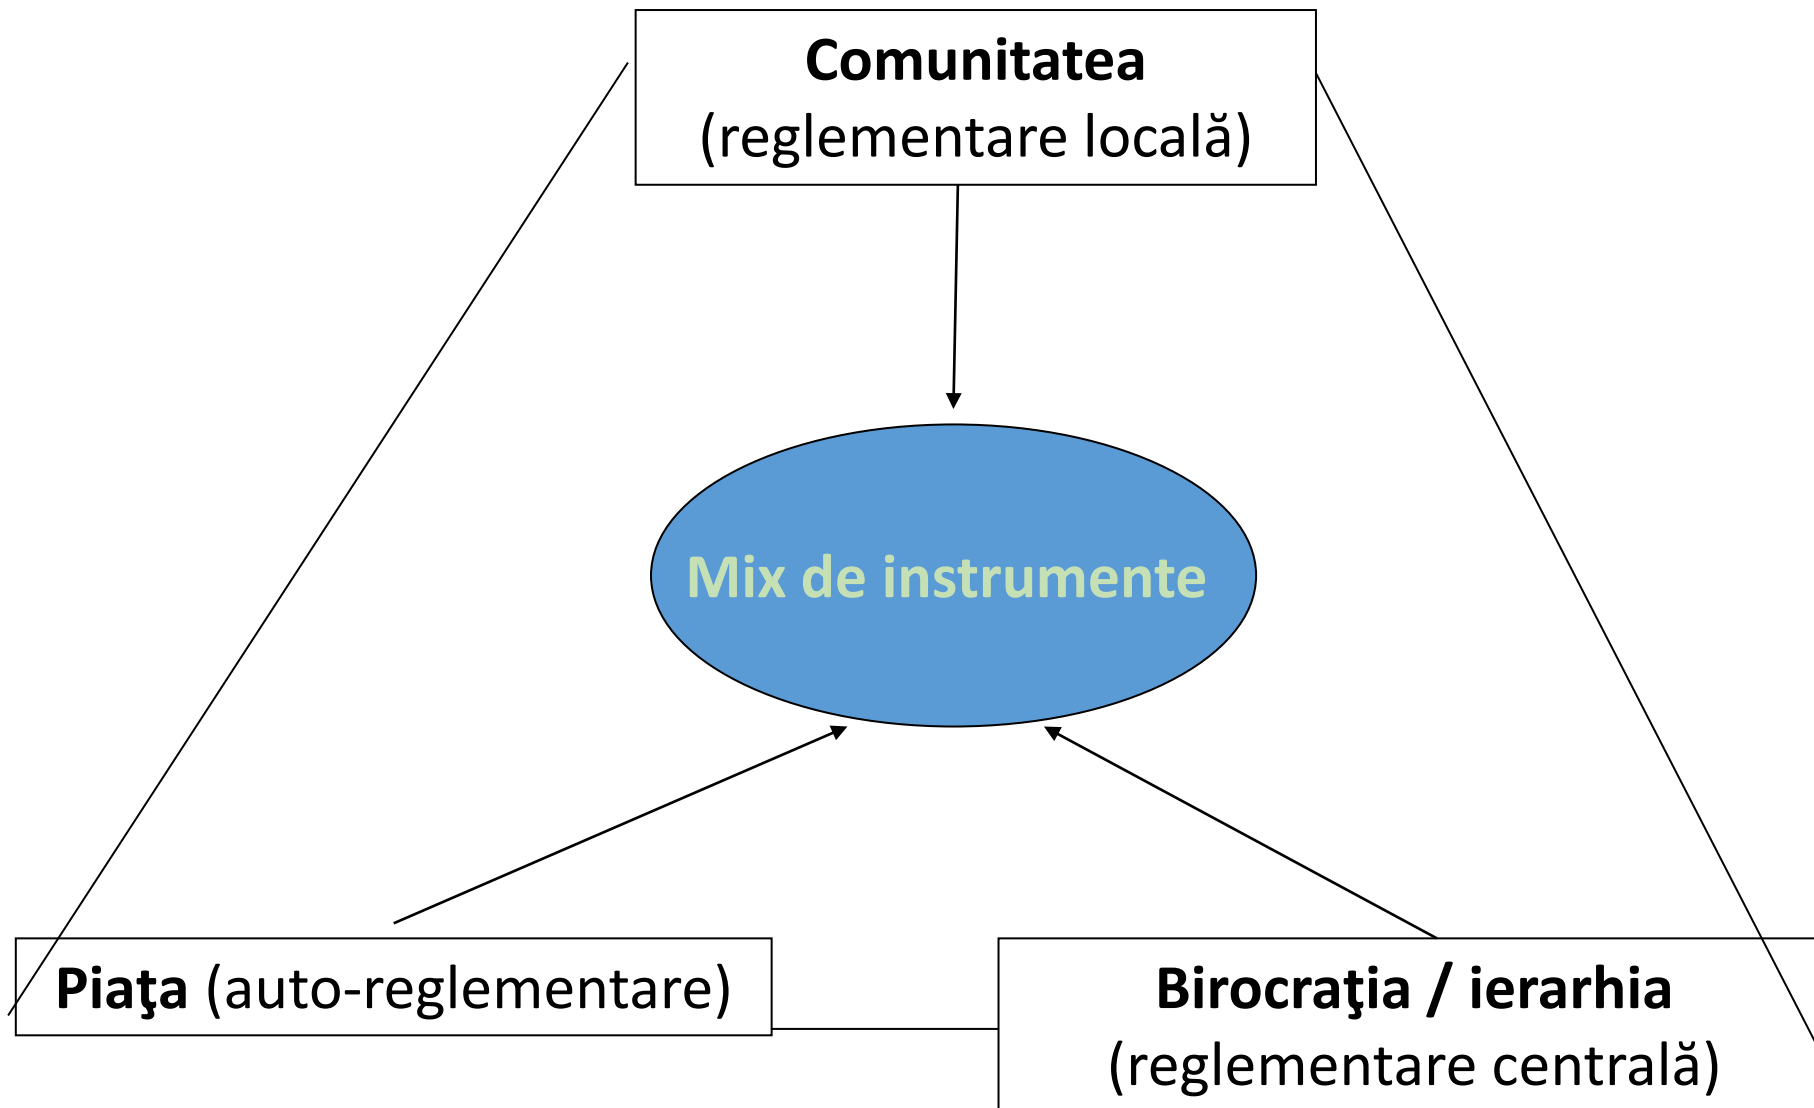 Comunitatea
(reglementare locală)
Mix de instrumente
Piaţa (auto-reglementare)
Birocraţia / ierarhia
(reglementare centrală)